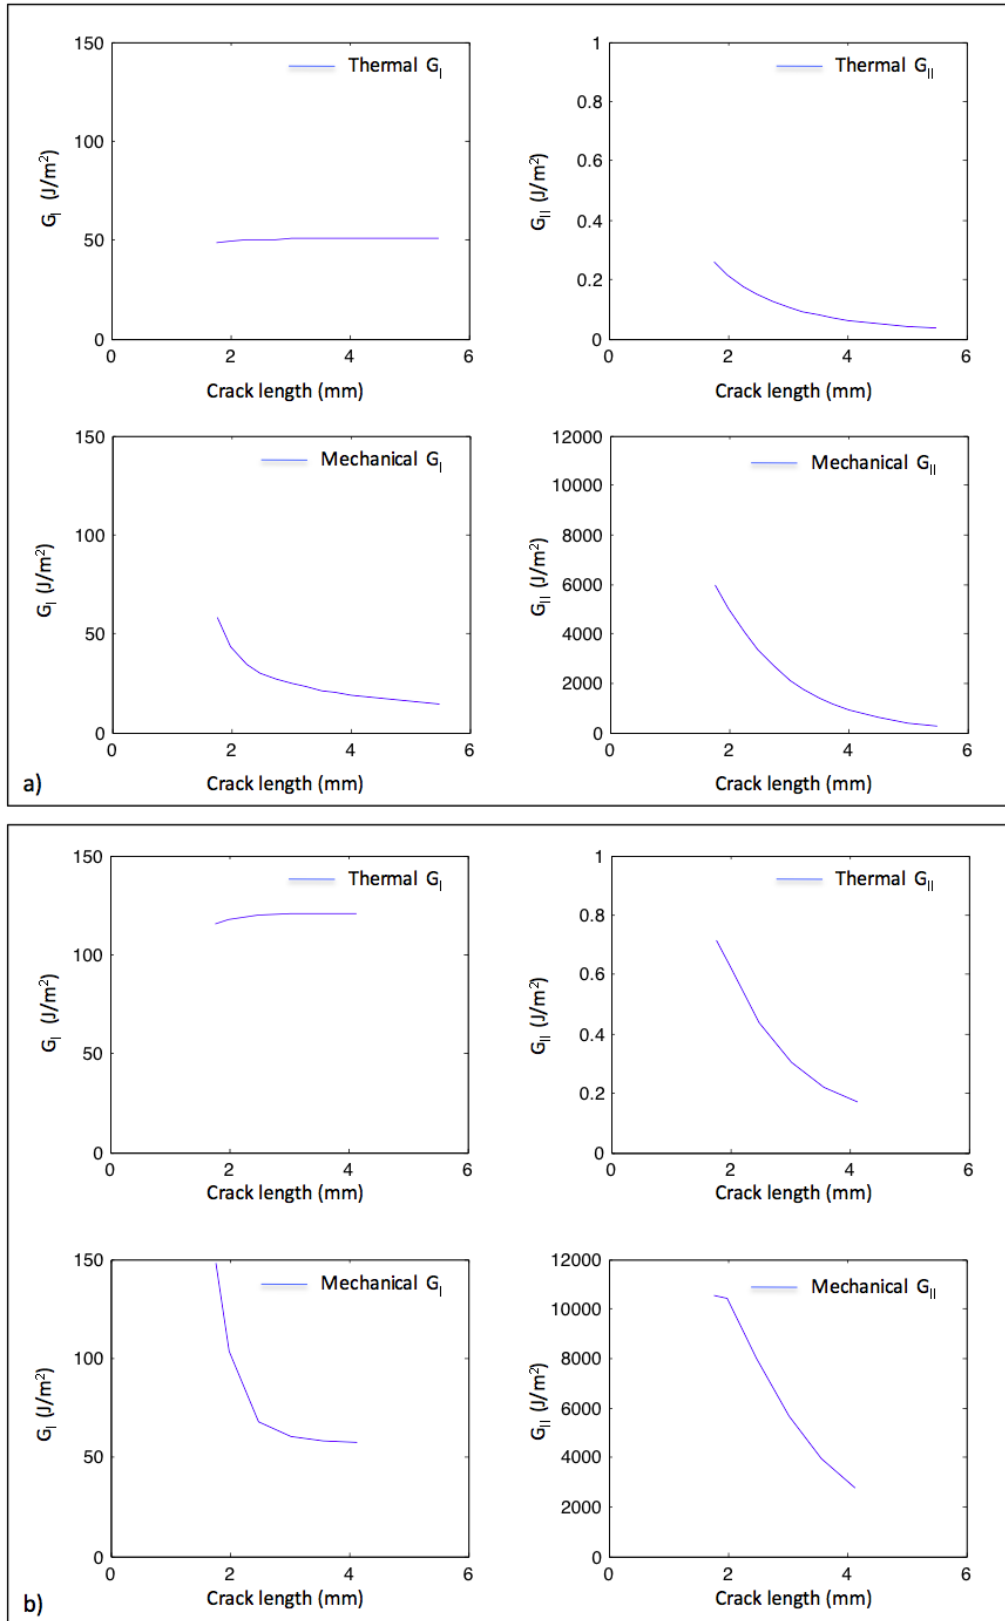 150
100
50
0
0 2 4 6
G_I (J/m²)
Thermal G_I
Crack length (mm)
1
0.8
0.6
0.4
0.2
0
0 2 4 6
G_II (J/m²)
Thermal G_II
Crack length (mm)
150
100
50
0
0 2 4 6
G_I (J/m²)
Mechanical G_I
Crack length (mm)
12000
10000
8000
6000
4000
2000
0
0 2 4 6
G_II (J/m²)
Mechanical G_II
Crack length (mm)
a)
150
100
50
0
0 2 4 6
G_I (J/m²)
Thermal G_I
Crack length (mm)
1
0.8
0.6
0.4
0.2
0
0 2 4 6
G_II (J/m²)
Thermal G_II
Crack length (mm)
150
100
50
0
0 2 4 6
G_I (J/m²)
Mechanical G_I
Crack length (mm)
12000
10000
8000
6000
4000
2000
0
0 2 4 6
G_II (J/m²)
Mechanical G_II
Crack length (mm)
b)